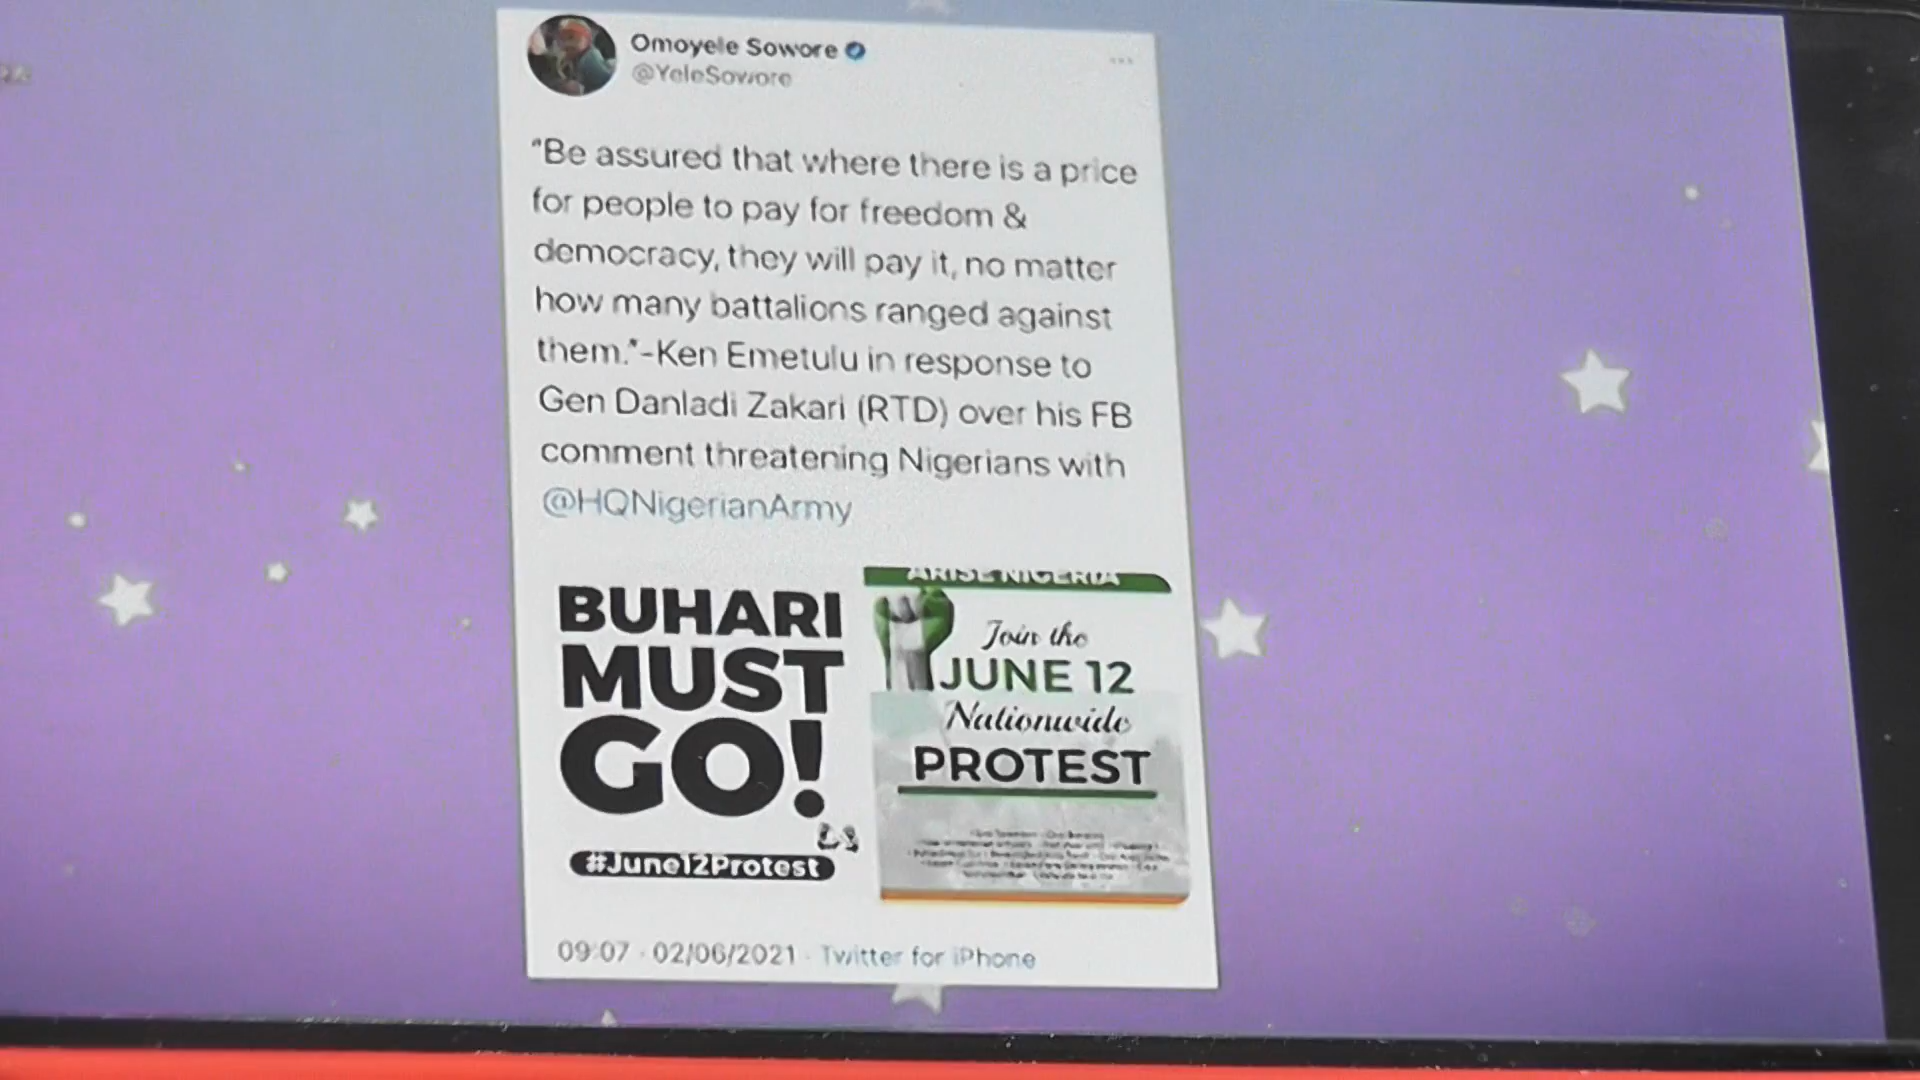 Omoyele Sowore
@YeleSowore
"Be assured that where there is a price
for people to pay for freedom &
democracy, they will pay it, no matter
how many battalions ranged against
them."-Ken Emetulu in response to
Gen Danladi Zakari (RTD) over his FB
comment threatening Nigerians with
@HQNigerianArmy
BUHARI
MUST
GO!
#June12Protest
ARISE NIGERIA
Join the
JUNE 12
Nationwide
PROTEST
09:07 · 02/06/2021 · Twitter for iPhone